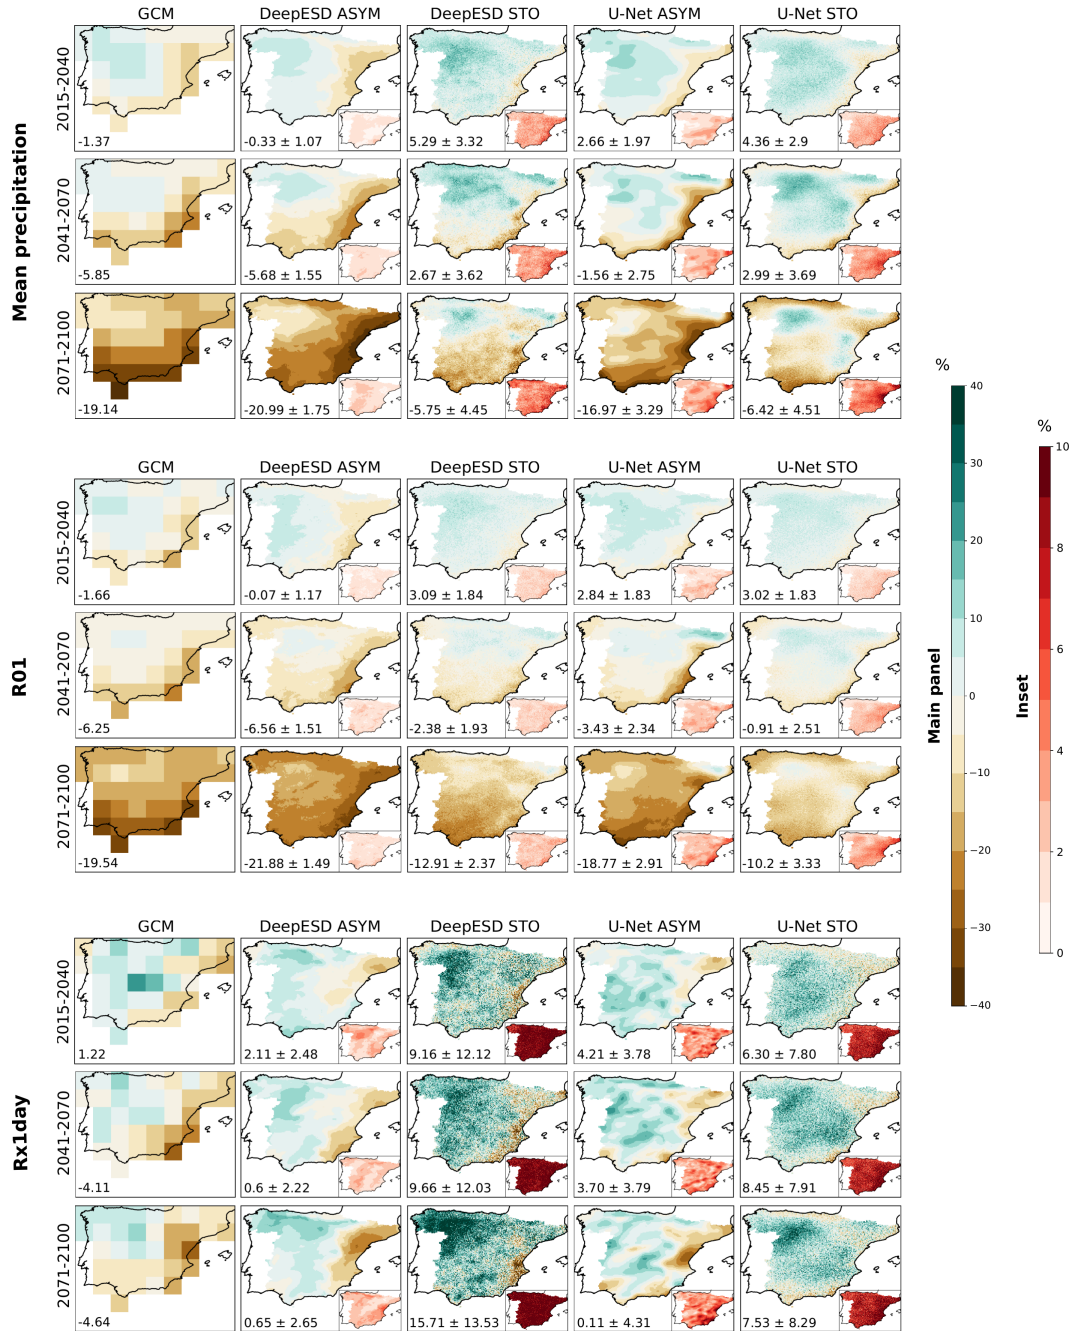 GCM DeepESD ASYM DeepESD STO U-Net ASYM U-Net STO
Mean precipitation
2015-2040
-1.37 -0.33 ± 1.07 5.29 ± 3.32 2.66 ± 1.97 4.36 ± 2.9
2041-2070
-5.85 -5.68 ± 1.55 2.67 ± 3.62 -1.56 ± 2.75 2.99 ± 3.69
2071-2100
-19.14 -20.99 ± 1.75 -5.75 ± 4.45 -16.97 ± 3.29 -6.42 ± 4.51
GCM DeepESD ASYM DeepESD STO U-Net ASYM U-Net STO
R01
2015-2040
-1.66 -0.07 ± 1.17 3.09 ± 1.84 2.84 ± 1.83 3.02 ± 1.83
2041-2070
-6.25 -6.56 ± 1.51 -2.38 ± 1.93 -3.43 ± 2.34 -0.91 ± 2.51
2071-2100
-19.54 -21.88 ± 1.49 -12.91 ± 2.37 -18.77 ± 2.91 -10.2 ± 3.33
GCM DeepESD ASYM DeepESD STO U-Net ASYM U-Net STO
Rx1day
2015-2040
1.22 2.11 ± 2.48 9.16 ± 12.12 4.21 ± 3.78 6.30 ± 7.80
2041-2070
-4.11 0.6 ± 2.22 9.66 ± 12.03 3.70 ± 3.79 8.45 ± 7.91
2071-2100
-4.64 0.65 ± 2.65 15.71 ± 13.53 0.11 ± 4.31 7.53 ± 8.29
%
Main panel
40
30
20
10
0
−10
−20
−30
−40
%
Inset
10
8
6
4
2
0